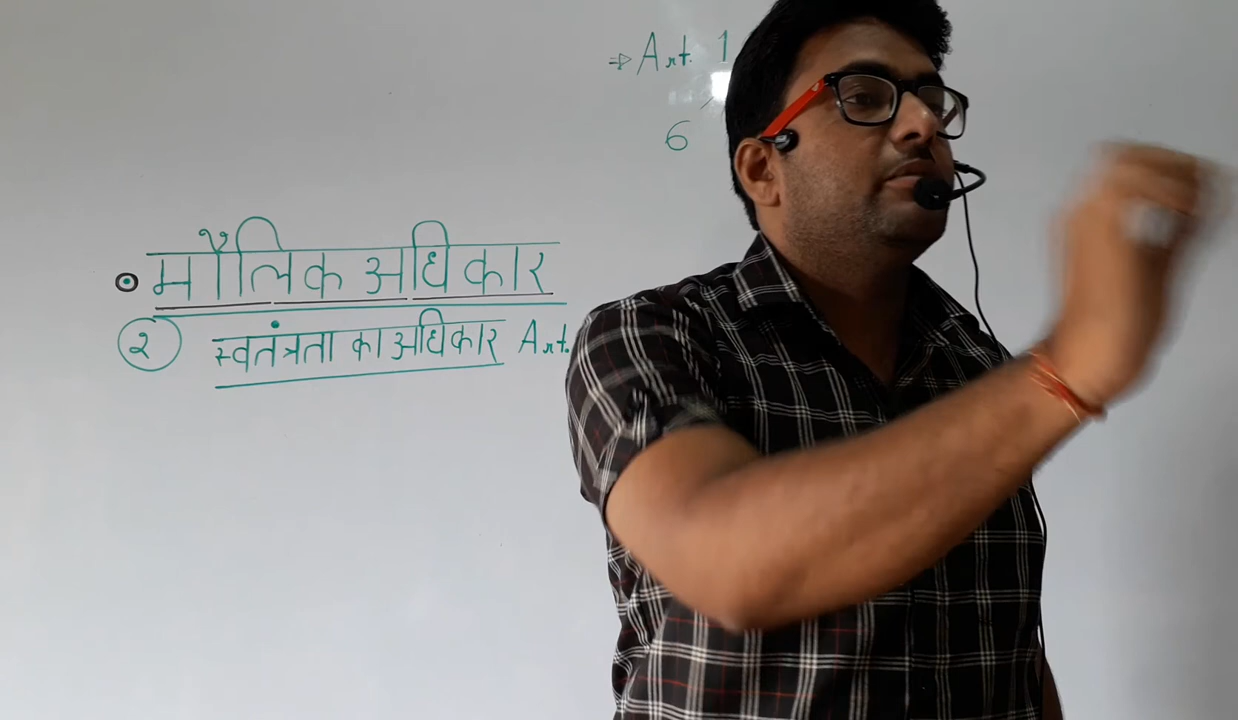 ⇒ Art. 1
6
मौलिक अधिकार
२ स्वतंत्रता का अधिकार Art.